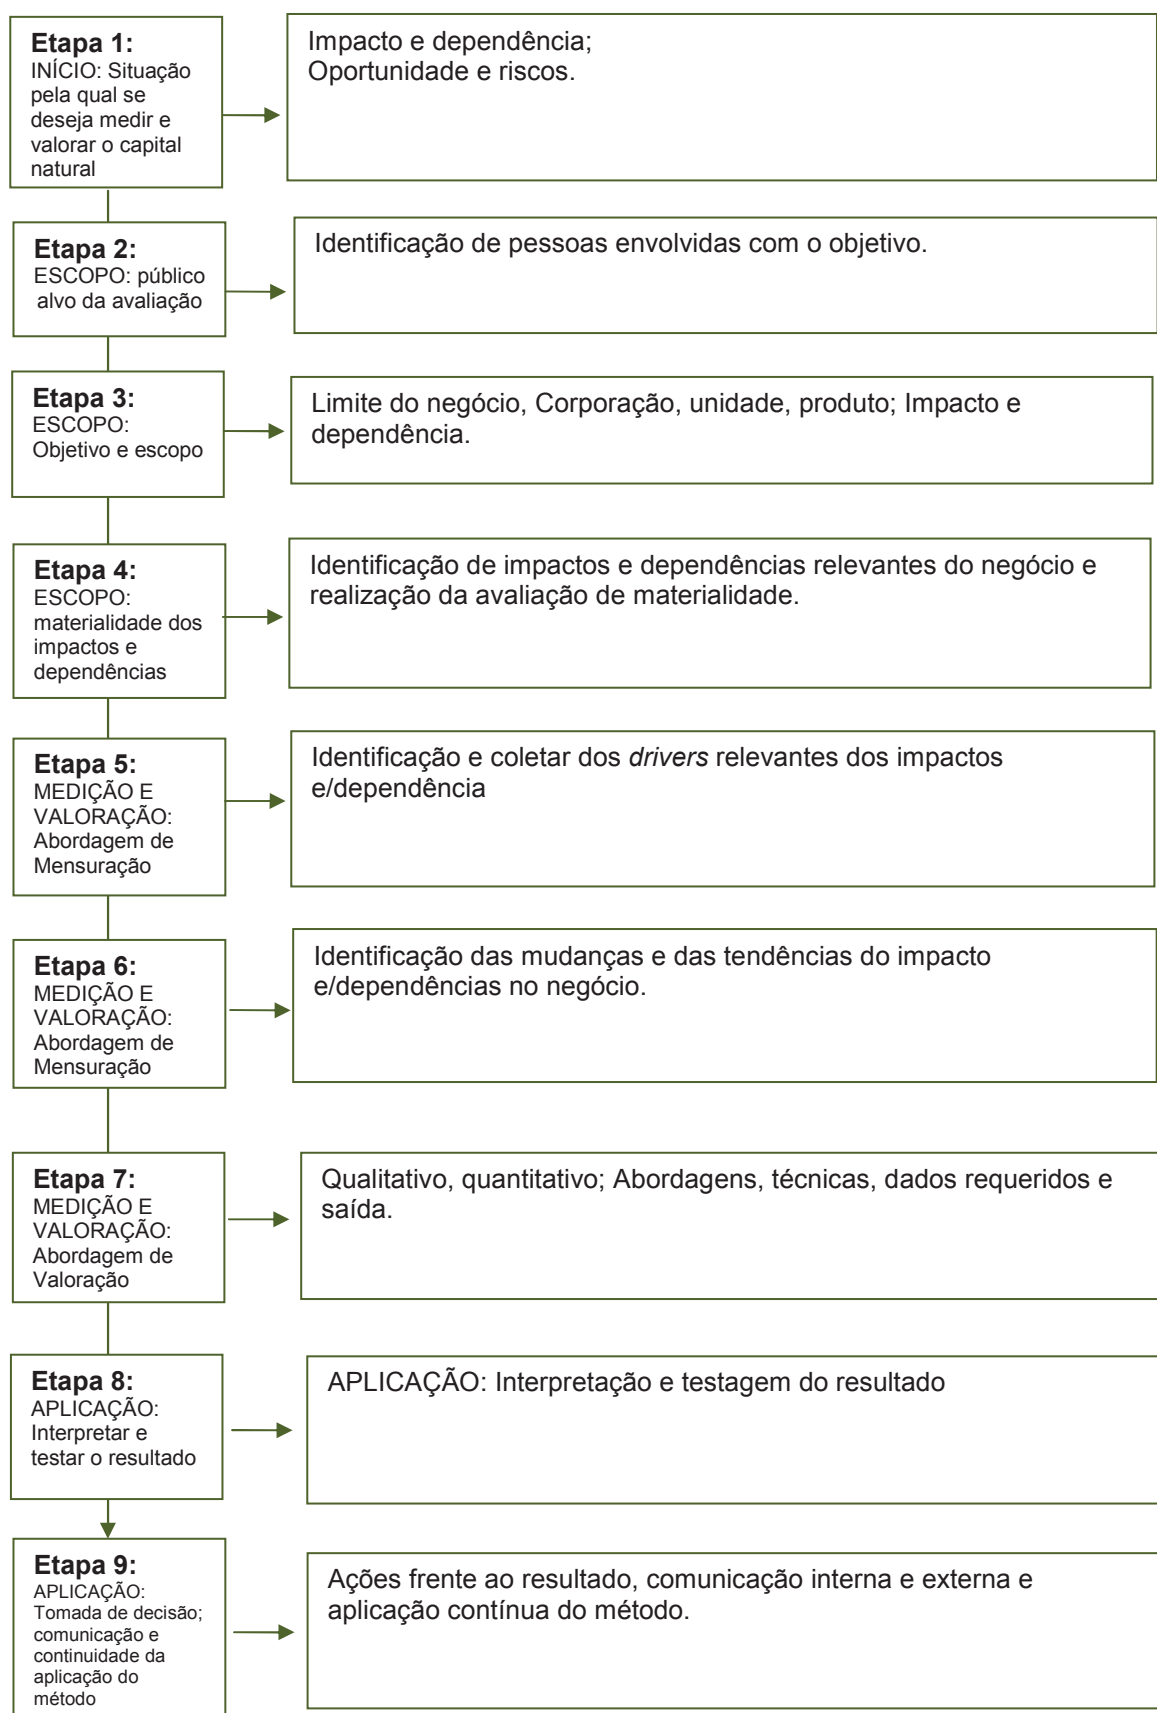 Etapa 1:
INÍCIO: Situação
pela qual se
deseja medir e
valorar o capital
natural
Impacto e dependência;
Oportunidade e riscos.
Etapa 2:
ESCOPO: público
alvo da avaliação
Identificação de pessoas envolvidas com o objetivo.
Etapa 3:
ESCOPO:
Objetivo e escopo
Limite do negócio, Corporação, unidade, produto; Impacto e
dependência.
Etapa 4:
ESCOPO:
materialidade dos
impactos e
dependências
Identificação de impactos e dependências relevantes do negócio e
realização da avaliação de materialidade.
Etapa 5:
MEDIÇÃO E
VALORAÇÃO:
Abordagem de
Mensuração
Identificação e coletar dos drivers relevantes dos impactos
e/dependência
Etapa 6:
MEDIÇÃO E
VALORAÇÃO:
Abordagem de
Mensuração
Identificação das mudanças e das tendências do impacto
e/dependências no negócio.
Etapa 7:
MEDIÇÃO E
VALORAÇÃO:
Abordagem de
Valoração
Qualitativo, quantitativo; Abordagens, técnicas, dados requeridos e
saída.
Etapa 8:
APLICAÇÃO:
Interpretar e
testar o resultado
APLICAÇÃO: Interpretação e testagem do resultado
Etapa 9:
APLICAÇÃO:
Tomada de decisão;
comunicação e
continuidade da
aplicação do
método
Ações frente ao resultado, comunicação interna e externa e
aplicação contínua do método.